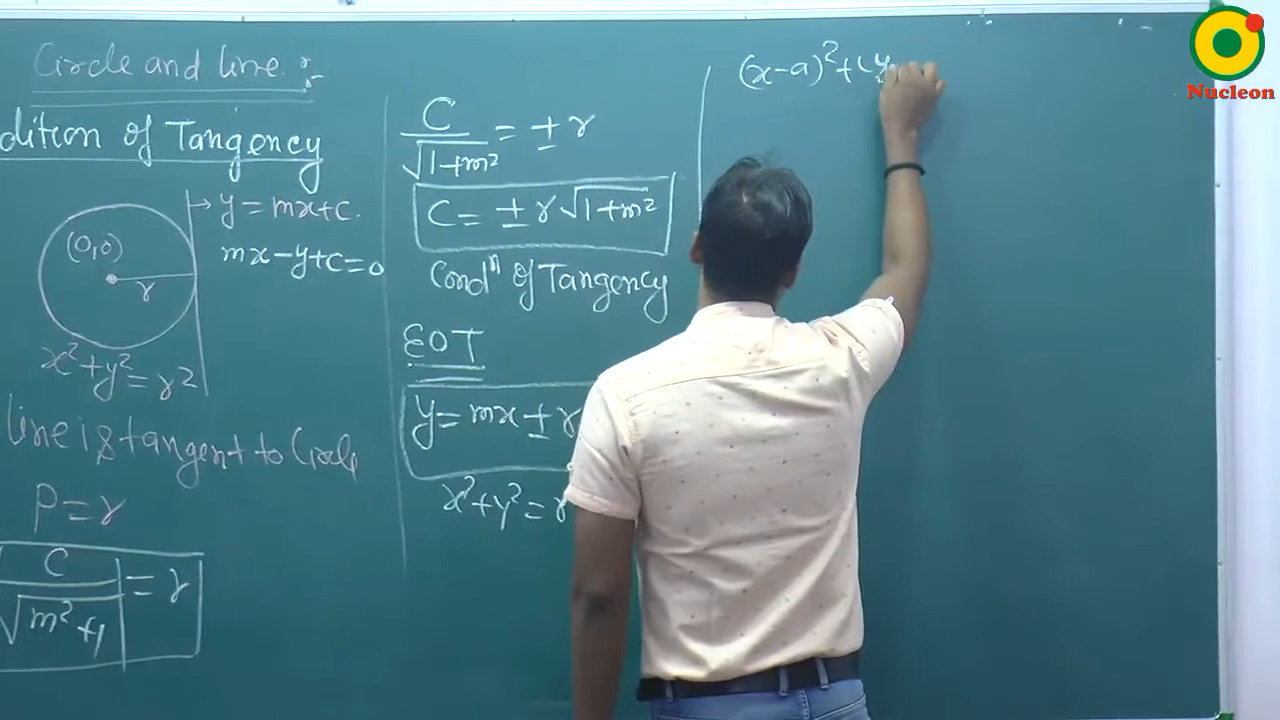 Circle and line :-
dition of Tangency
(0,0)
r
→ y = mx+c.
mx-y+c=0
x²+y²=r²
line is tangent to Circle
P=r
|C/√(m²+1)| = r
C/√(1+m²) = ±r
C= ±r√(1+m²)
Condⁿ of Tangency
EOT
y=mx±r
x²+y²=r
(x-a)²+(y
Nucleon